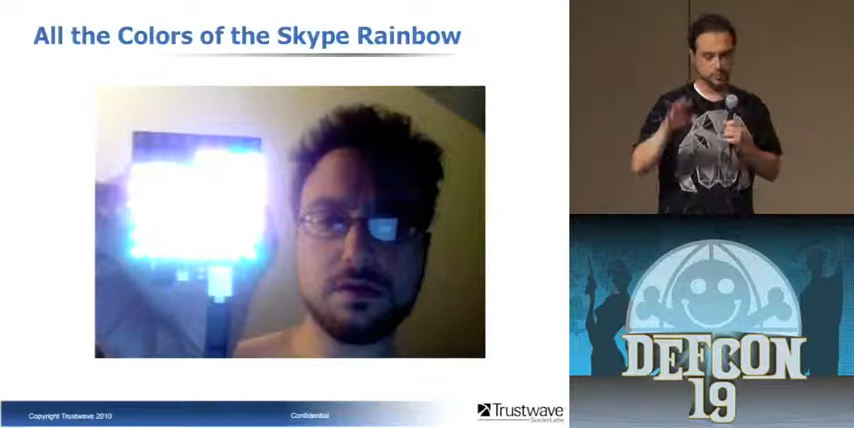 All the Colors of the Skype Rainbow
Copyright Trustwave 2010
Confidential
Trustwave
SpiderLabs
DEFCON
19